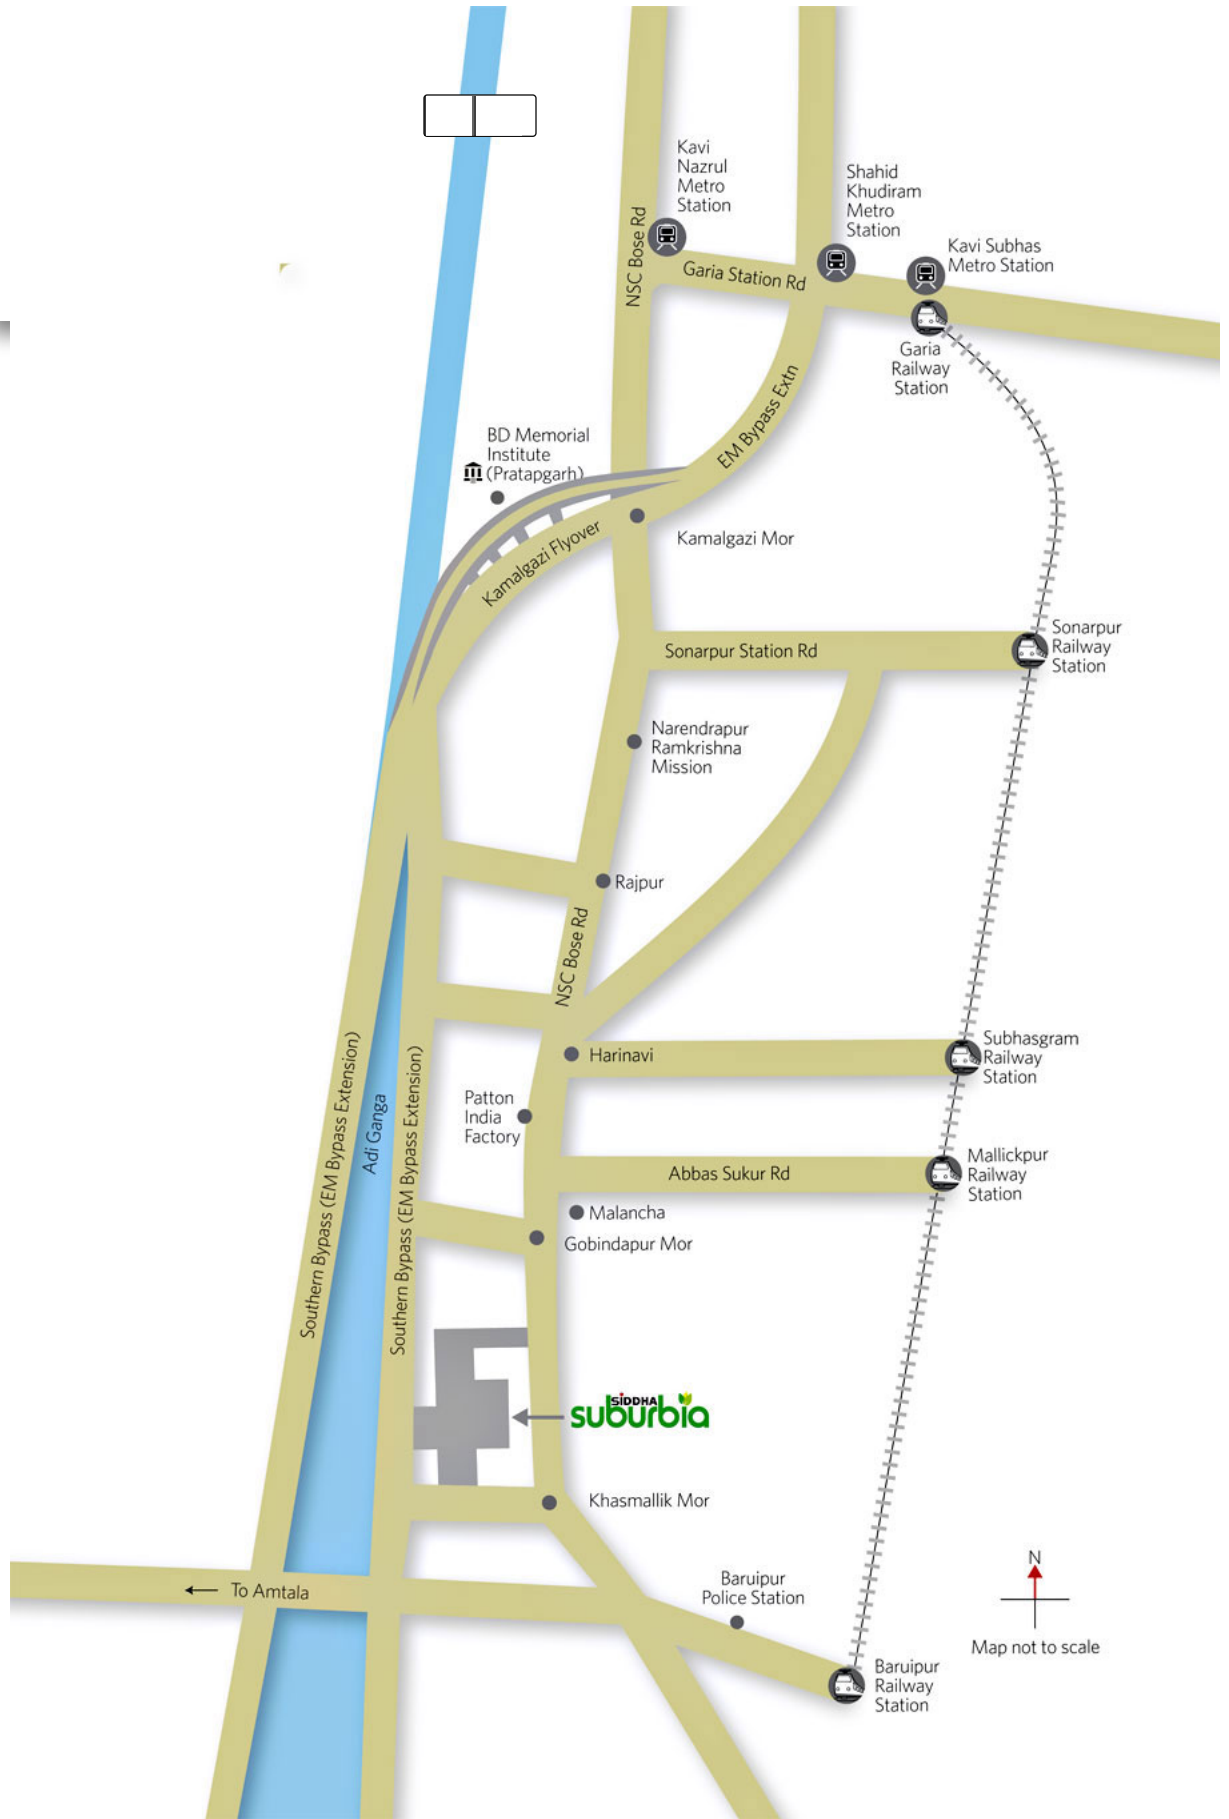 Kavi
Nazrul
Metro
Station
Shahid
Khudiram
Metro
Station
Kavi Subhas
Metro Station
NSC Bose Rd
Garia Station Rd
Garia
Railway
Station
EM Bypass Extn
BD Memorial
Institute
(Pratapgarh)
Kamalgazi Flyover
Kamalgazi Mor
Sonarpur Station Rd
Sonarpur
Railway
Station
Narendrapur
Ramkrishna
Mission
Rajpur
NSC Bose Rd
Harinavi
Subhasgram
Railway
Station
Southern Bypass (EM Bypass Extension)
Adi Ganga
Southern Bypass (EM Bypass Extension)
Patton
India
Factory
Abbas Sukur Rd
Mallickpur
Railway
Station
Malancha
Gobindapur Mor
SIDDHA
suburbia
Khasmallik Mor
To Amtala
Baruipur
Police Station
Baruipur
Railway
Station
N
Map not to scale